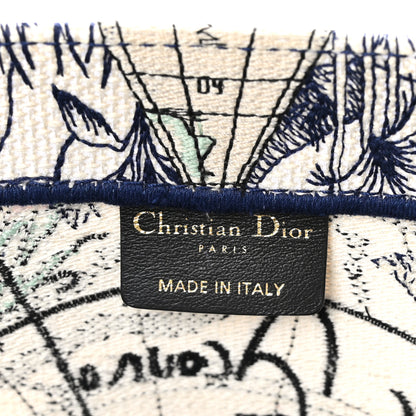 04
Christian Dior
PARIS
MADE IN ITALY